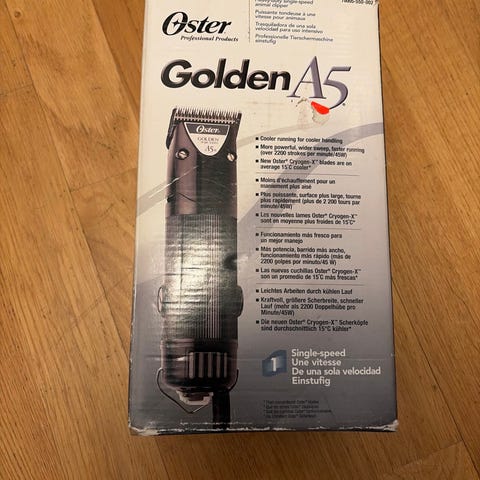 Oster®
Professional Products
animal clipper
Puissante tondeuse à une
vitesse pour animaux
Trasquiladora de una sola
velocidad para uso intensivo
Professionelle Tierschermaschine
einstufig
Golden A5®
Oster
GOLDEN
A5
■ Cooler running for cooler handling
■ More powerful, wider sweep, faster running
(over 2200 strokes per minute/45W)
■ New Oster® Cryogen-X™ blades are on
average 15°C cooler*
■ Moins d'échauffement pour un
maniement plus aisé
■ Plus puissante, surface plus large, tourne
plus rapidement (plus de 2 200 tours par
minute/45W)
■ Les nouvelles lames Oster® Cryogen-X™
sont en moyenne plus froides de 15°C*
■ Funcionamiento más fresco para
un mejor manejo
■ Más potencia, barrido más ancho,
funcionamiento más rápido (más de
2200 golpes por minuto/45 W)
■ Las nuevas cuchillas Oster® Cryogen-X™
son un promedio de 15°C más frescas*
■ Leichtes Arbeiten durch kühlen Lauf
■ Kraftvoll, größere Scherbreite, schneller
Lauf (mehr als 2200 Doppelhübe pro
Minute/45W)
■ Die neuen Oster® Cryogen-X™ Scherköpfe
sind durchschnittlich 15°C kühler*
1 Single-speed
Une vitesse
De una sola velocidad
Einstufig